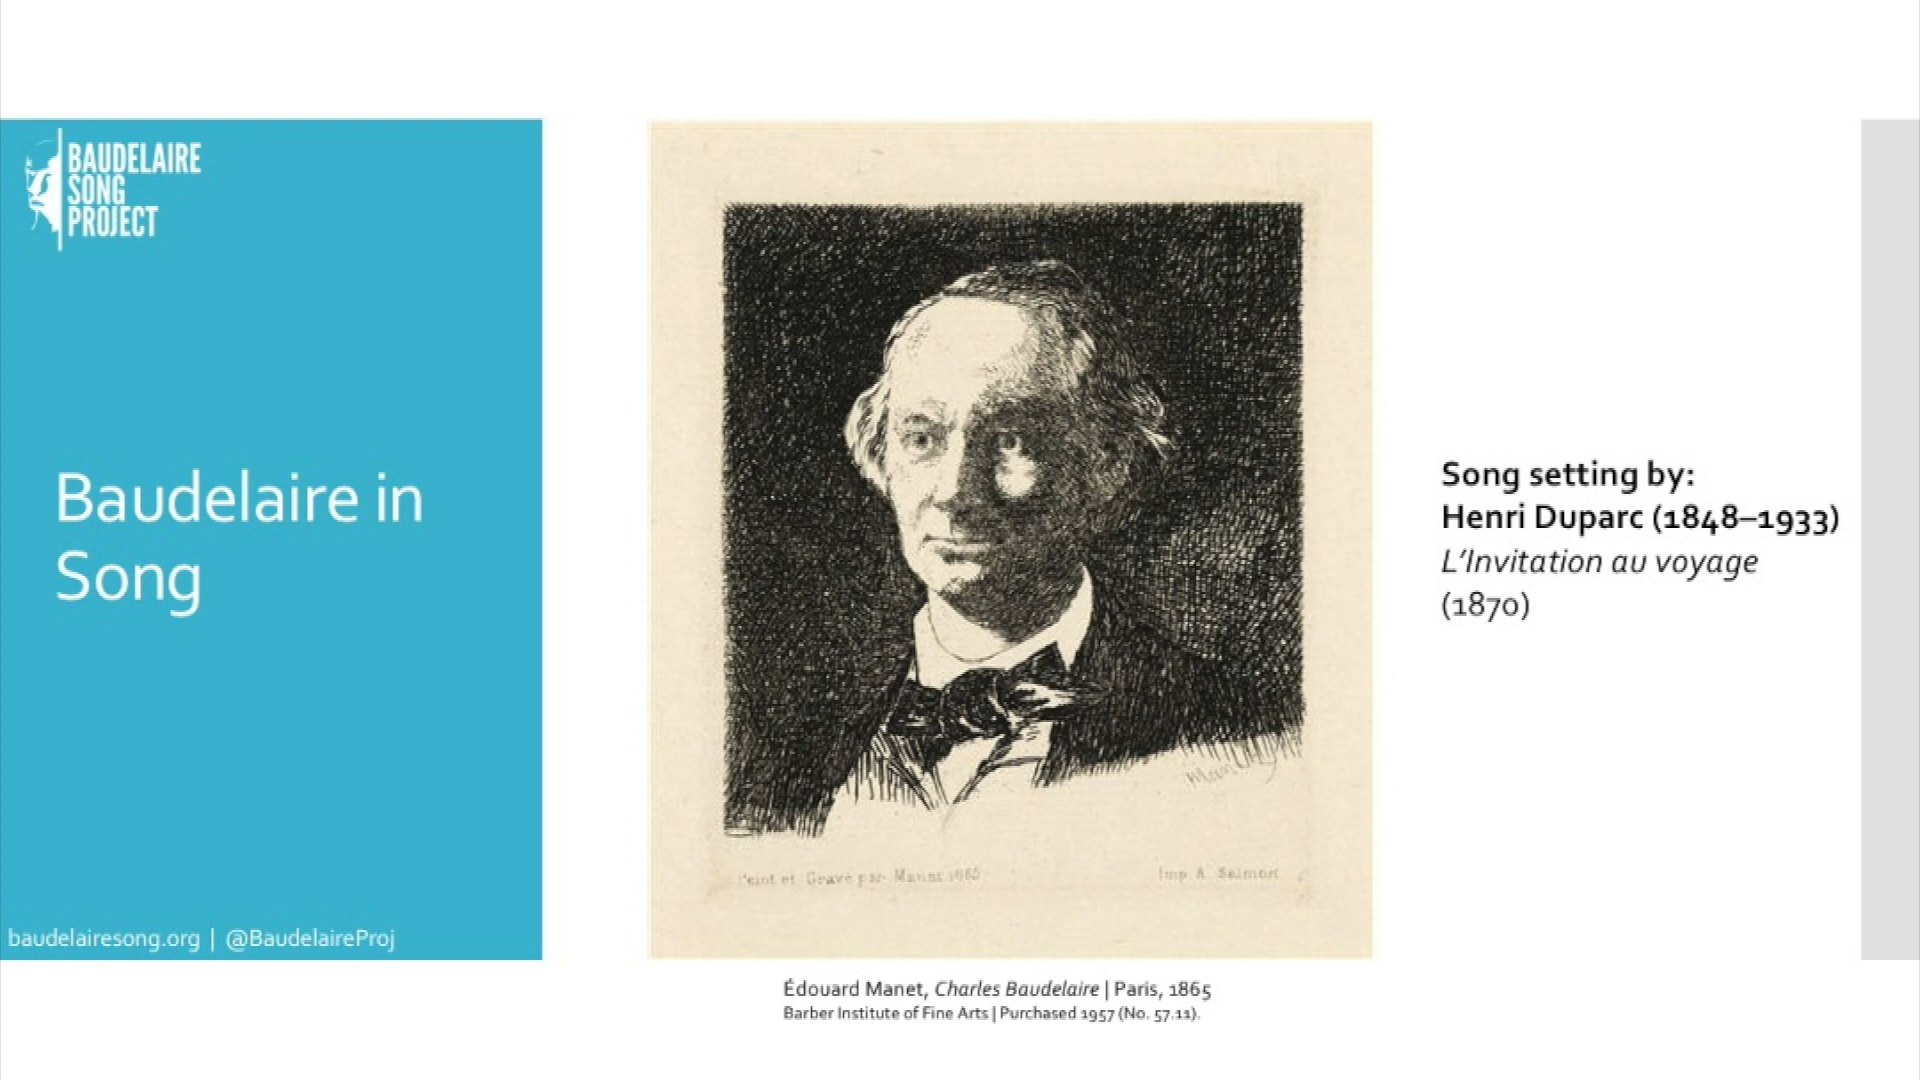 BAUDELAIRE
SONG
PROJECT
Baudelaire in
Song
baudelairesong.org | @BaudelaireProj
Manet
Peint et Gravé par Manet 1865
Imp. A. Salmon
Édouard Manet, Charles Baudelaire | Paris, 1865
Barber Institute of Fine Arts | Purchased 1957 (No. 57.11).
Song setting by:
Henri Duparc (1848–1933)
L'Invitation au voyage
(1870)